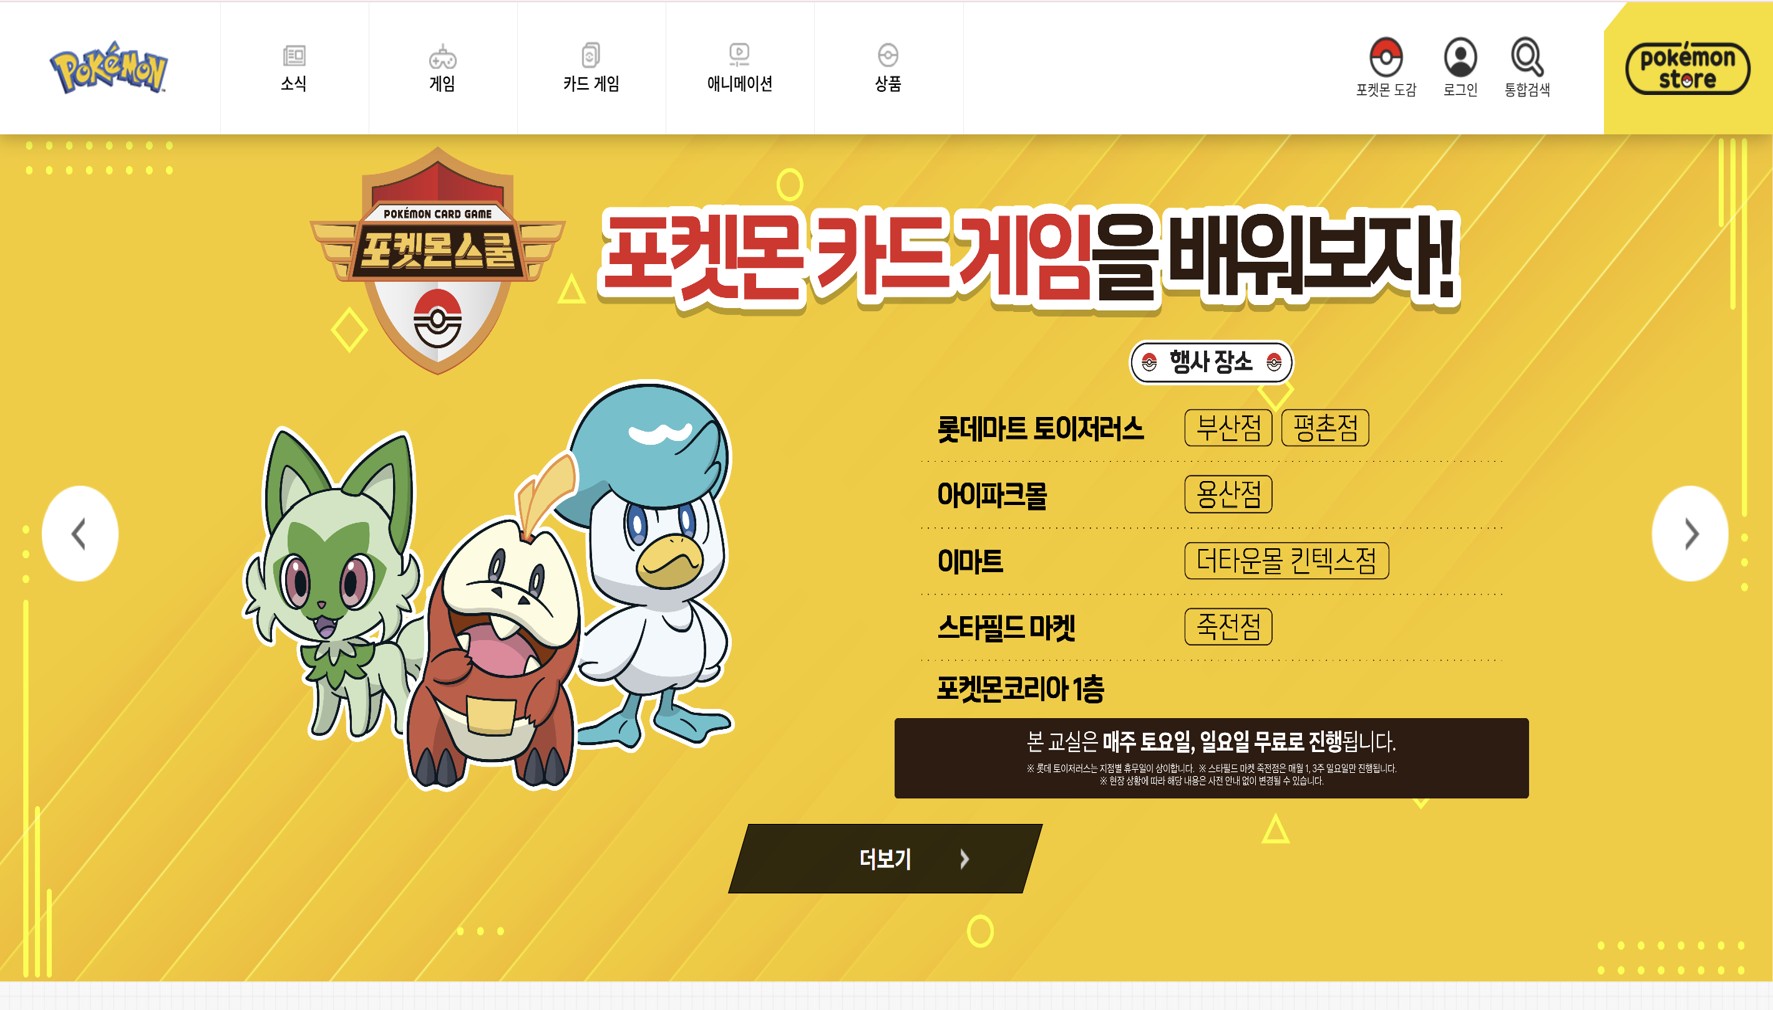 Pokémon
소식
게임
카드 게임
애니메이션
상품
포켓몬 도감
로그인
통합검색
pokémon
store
POKÉMON CARD GAME
포켓몬스쿨
포켓몬 카드 게임을 배워보자!
행사 장소
롯데마트 토이저러스 부산점 평촌점
아이파크몰 용산점
이마트 더타운몰 킨텍스점
스타필드 마켓 죽전점
포켓몬코리아 1층
본 교실은 매주 토요일, 일요일 무료로 진행됩니다.
※ 롯데 토이저러스는 지점별 휴무일이 상이합니다. ※ 스타필드 마켓 죽전점은 매월 1, 3주 일요일만 진행됩니다.
※ 현장 상황에 따라 해당 내용은 사전 안내 없이 변경될 수 있습니다.
더보기